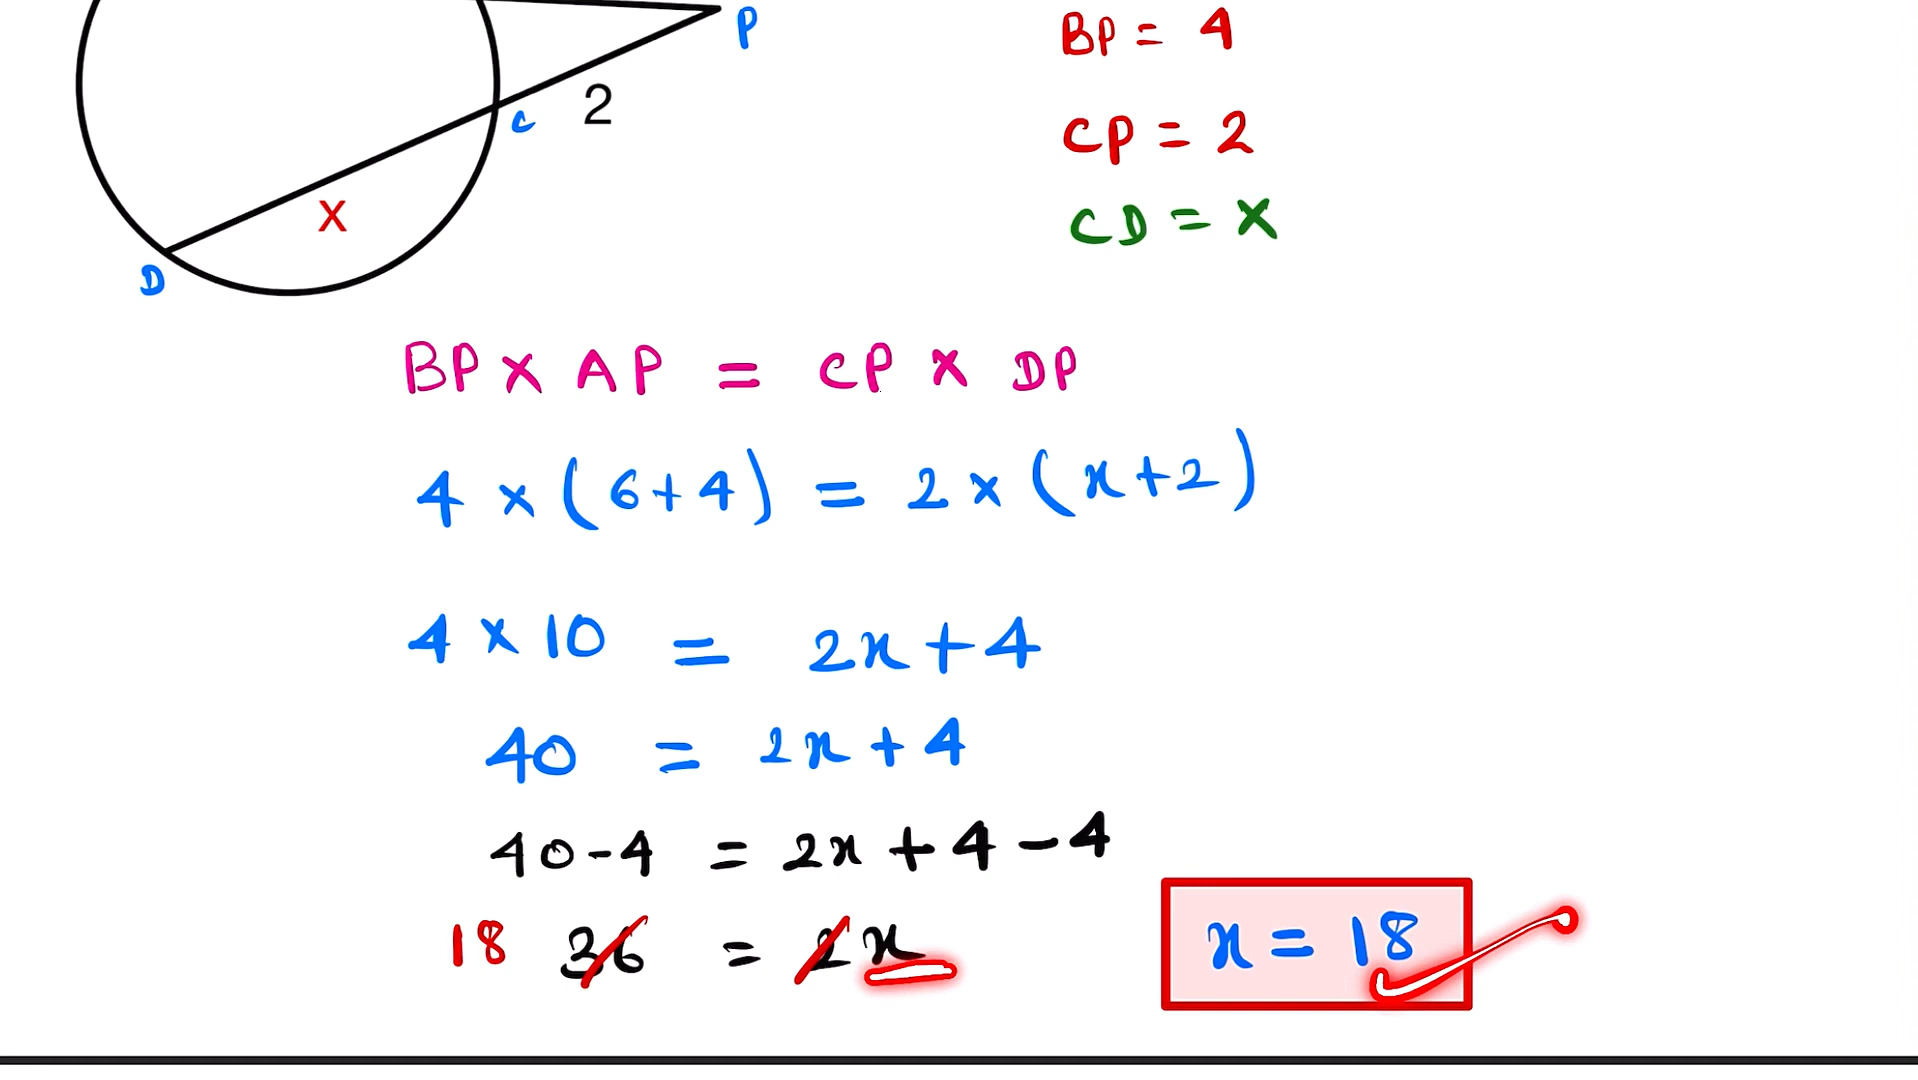 P
BP = 4
C
2
CP = 2
X
CD = X
D
BP × AP = CP × DP
4 × (6+4) = 2 × (x+2)
4 × 10 = 2x + 4
40 = 2x + 4
40 - 4 = 2x + 4 - 4
18 36 = 2x
x = 18